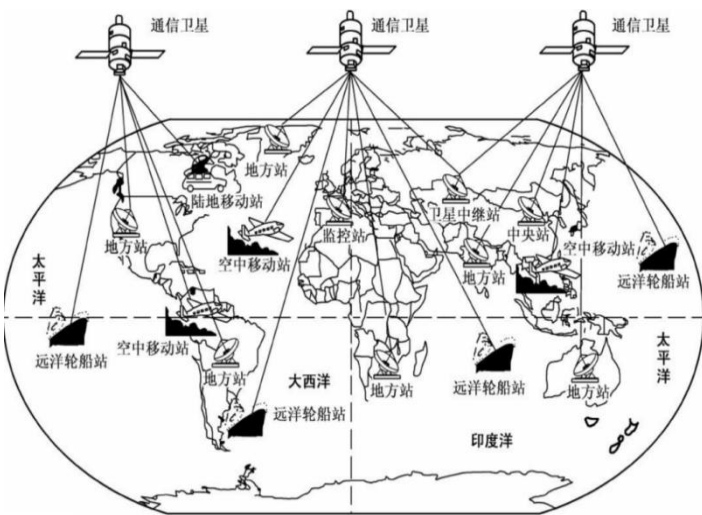 通信卫星
通信卫星
通信卫星
地方站
陆地移动站
卫星中继站
地方站
监控站
中央站
空中移动站
空中移动站
地方站
远洋轮船站
太平洋
远洋轮船站
空中移动站
地方站
大西洋
地方站
远洋轮船站
地方站
太平洋
远洋轮船站
印度洋